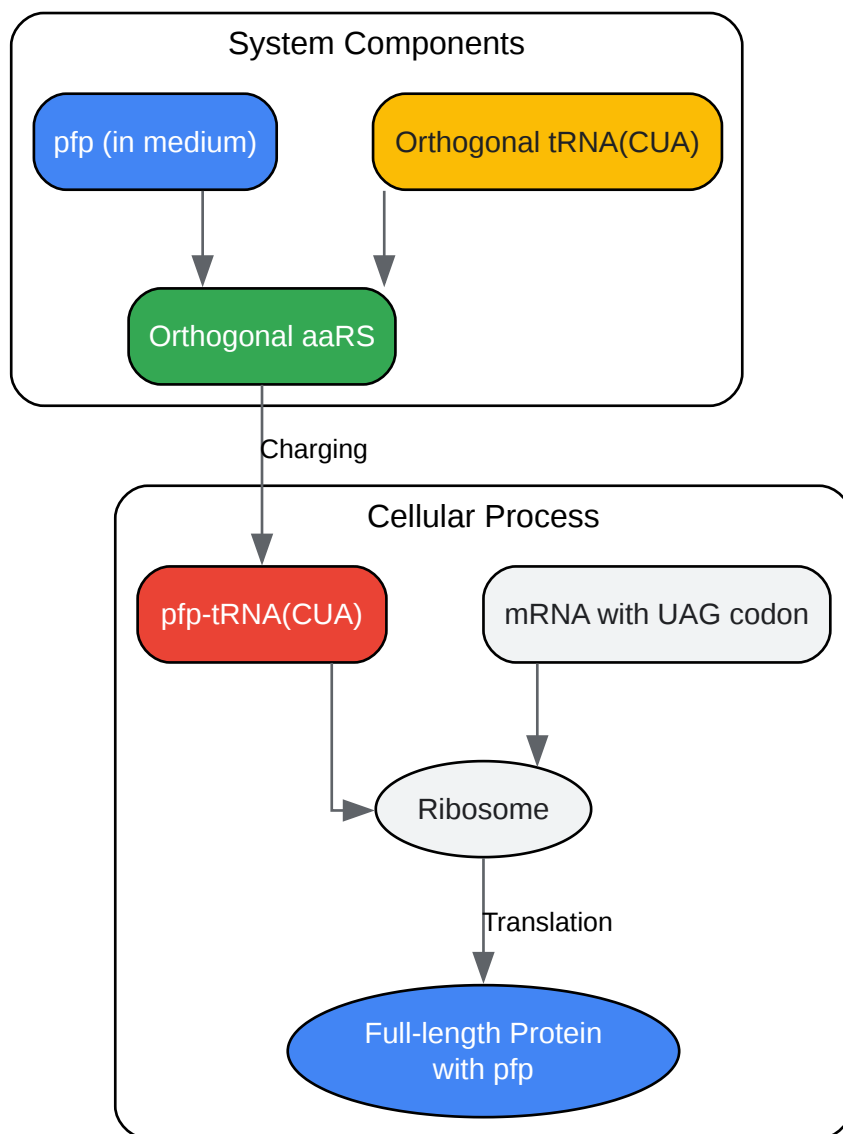 System Components
pfp (in medium)
Orthogonal tRNA(CUA)
Orthogonal aaRS
Charging
Cellular Process
pfp-tRNA(CUA)
mRNA with UAG codon
Ribosome
Translation
Full-length Protein
with pfp